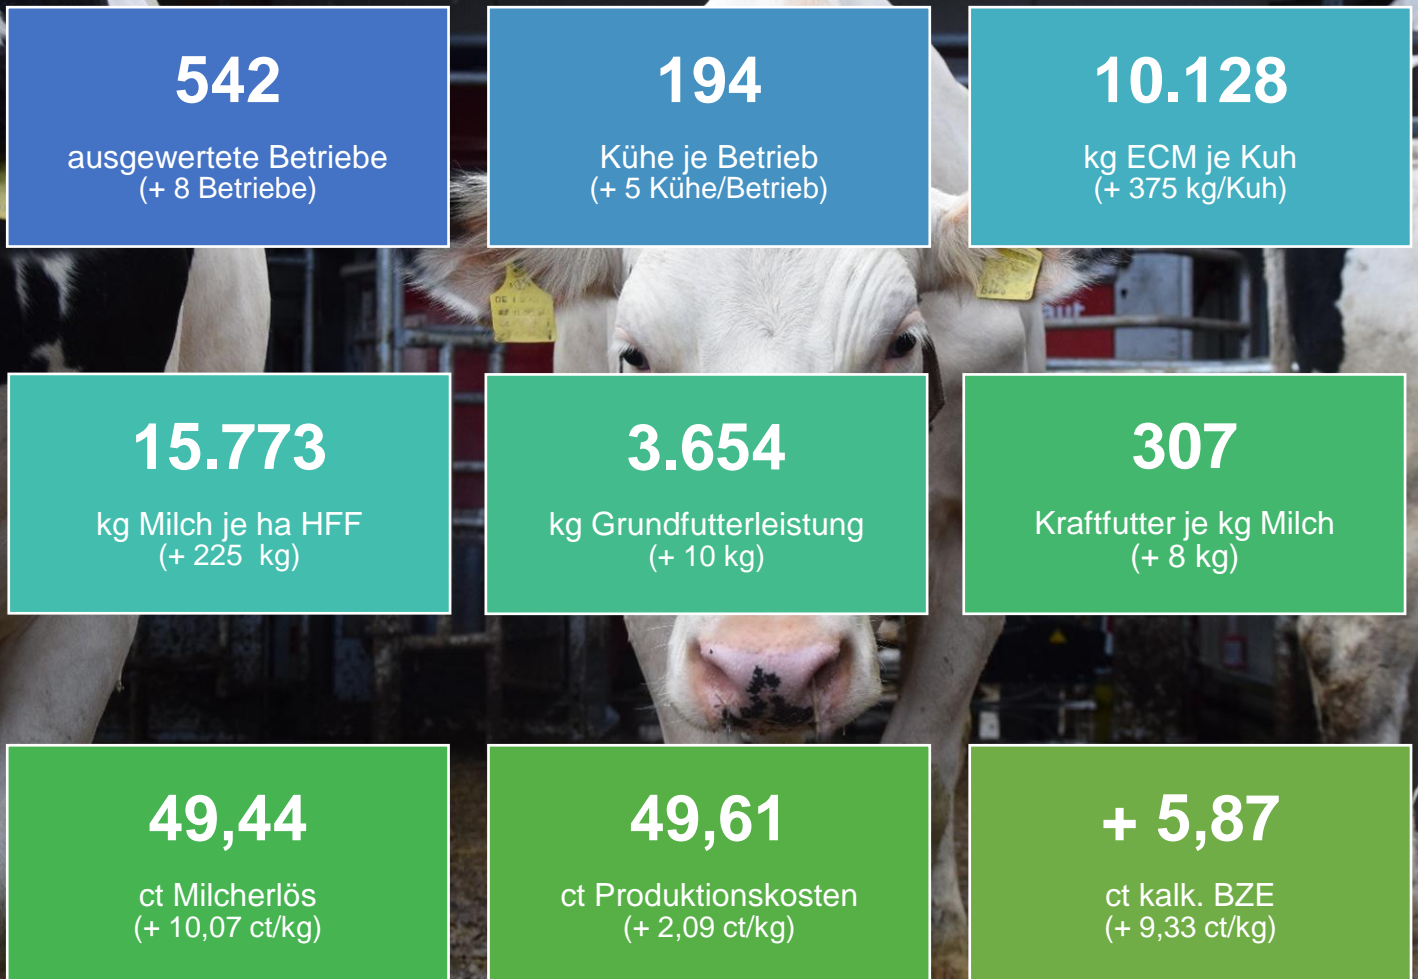 542
ausgewertete Betriebe
(+ 8 Betriebe)
194
Kühe je Betrieb
(+ 5 Kühe/Betrieb)
10.128
kg ECM je Kuh
(+ 375 kg/Kuh)
15.773
kg Milch je ha HFF
(+ 225  kg)
3.654
kg Grundfutterleistung
(+ 10 kg)
307
Kraftfutter je kg Milch
(+ 8 kg)
49,44
ct Milcherlös
(+ 10,07 ct/kg)
49,61
ct Produktionskosten
(+ 2,09 ct/kg)
+ 5,87
ct kalk. BZE
(+ 9,33 ct/kg)